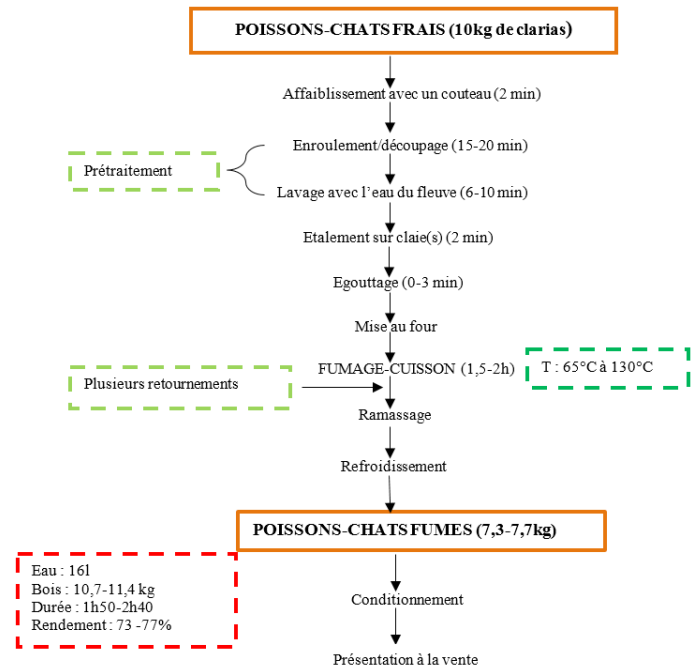 POISSONS-CHATS FRAIS (10kg de clarias)
Affaiblissement avec un couteau (2 min)
Enroulement/découpage (15-20 min)
Prétraitement
Lavage avec l’eau du fleuve (6-10 min)
Etalement sur claie(s) (2 min)
Egouttage (0-3 min)
Mise au four
FUMAGE-CUISSON (1,5-2h)
T : 65°C à 130°C
Plusieurs retournements
Ramassage
Refroidissement
POISSONS-CHATS FUMES (7,3-7,7kg)
Eau : 16l
Bois : 10,7-11,4 kg
Durée : 1h50-2h40
Rendement : 73 -77%
Conditionnement
Présentation à la vente